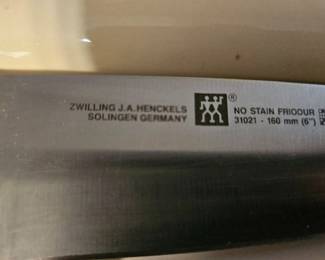 ZWILLING J.A. HENCKELS
SOLINGEN GERMANY
®
NO STAIN FRIODUR
31021 - 160 mm (6")